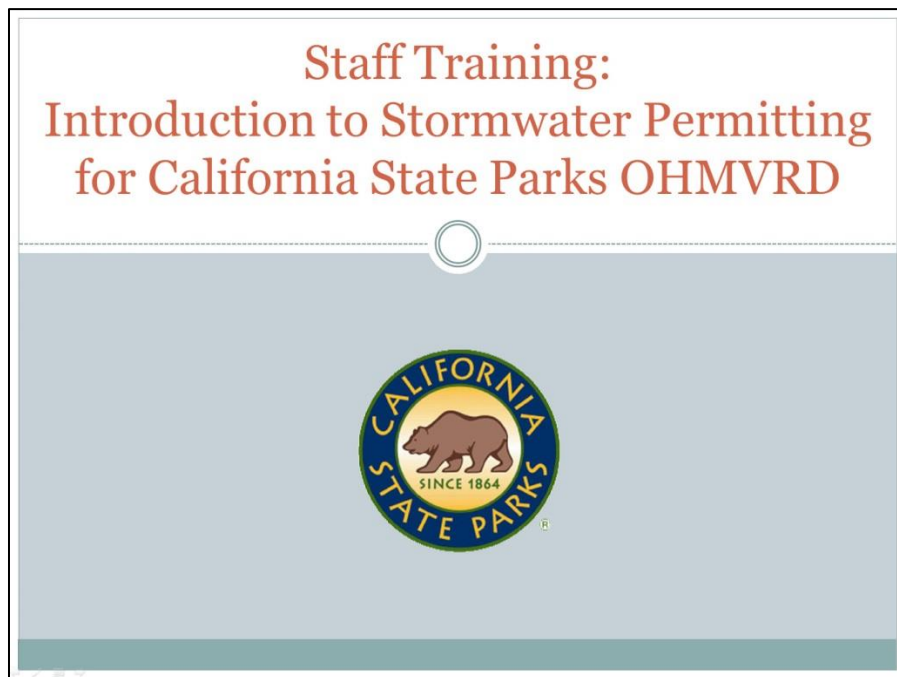 Staff Training:
Introduction to Stormwater Permitting
for California State Parks OHMVRD
CALIFORNIA
SINCE 1864
STATE PARKS
®